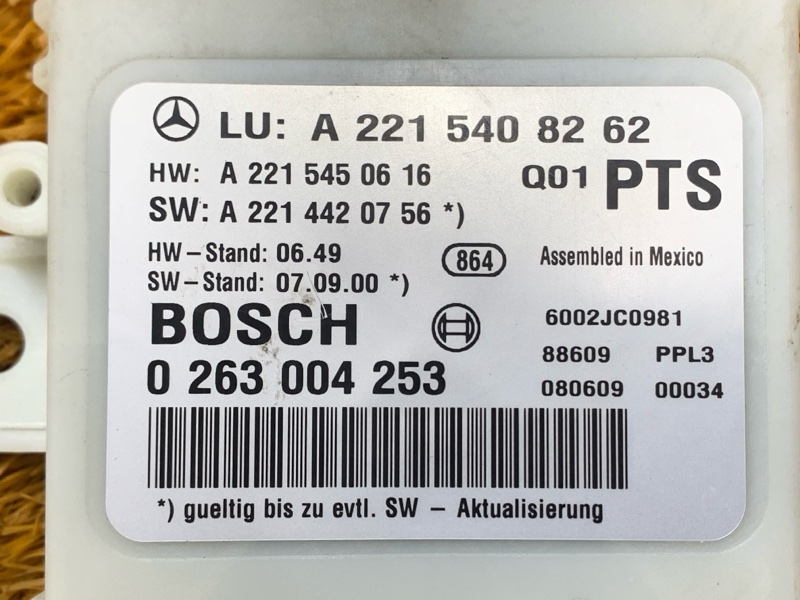 LU: A 221 540 82 62
HW: A 221 545 06 16 Q01 PTS
SW: A 221 442 07 56 *)
HW-Stand: 06.49 864 Assembled in Mexico
SW-Stand: 07.09.00 *)
BOSCH 6002JC0981
88609 PPL3
0 263 004 253 080609 00034
*) gueltig bis zu evtl. SW - Aktualisierung